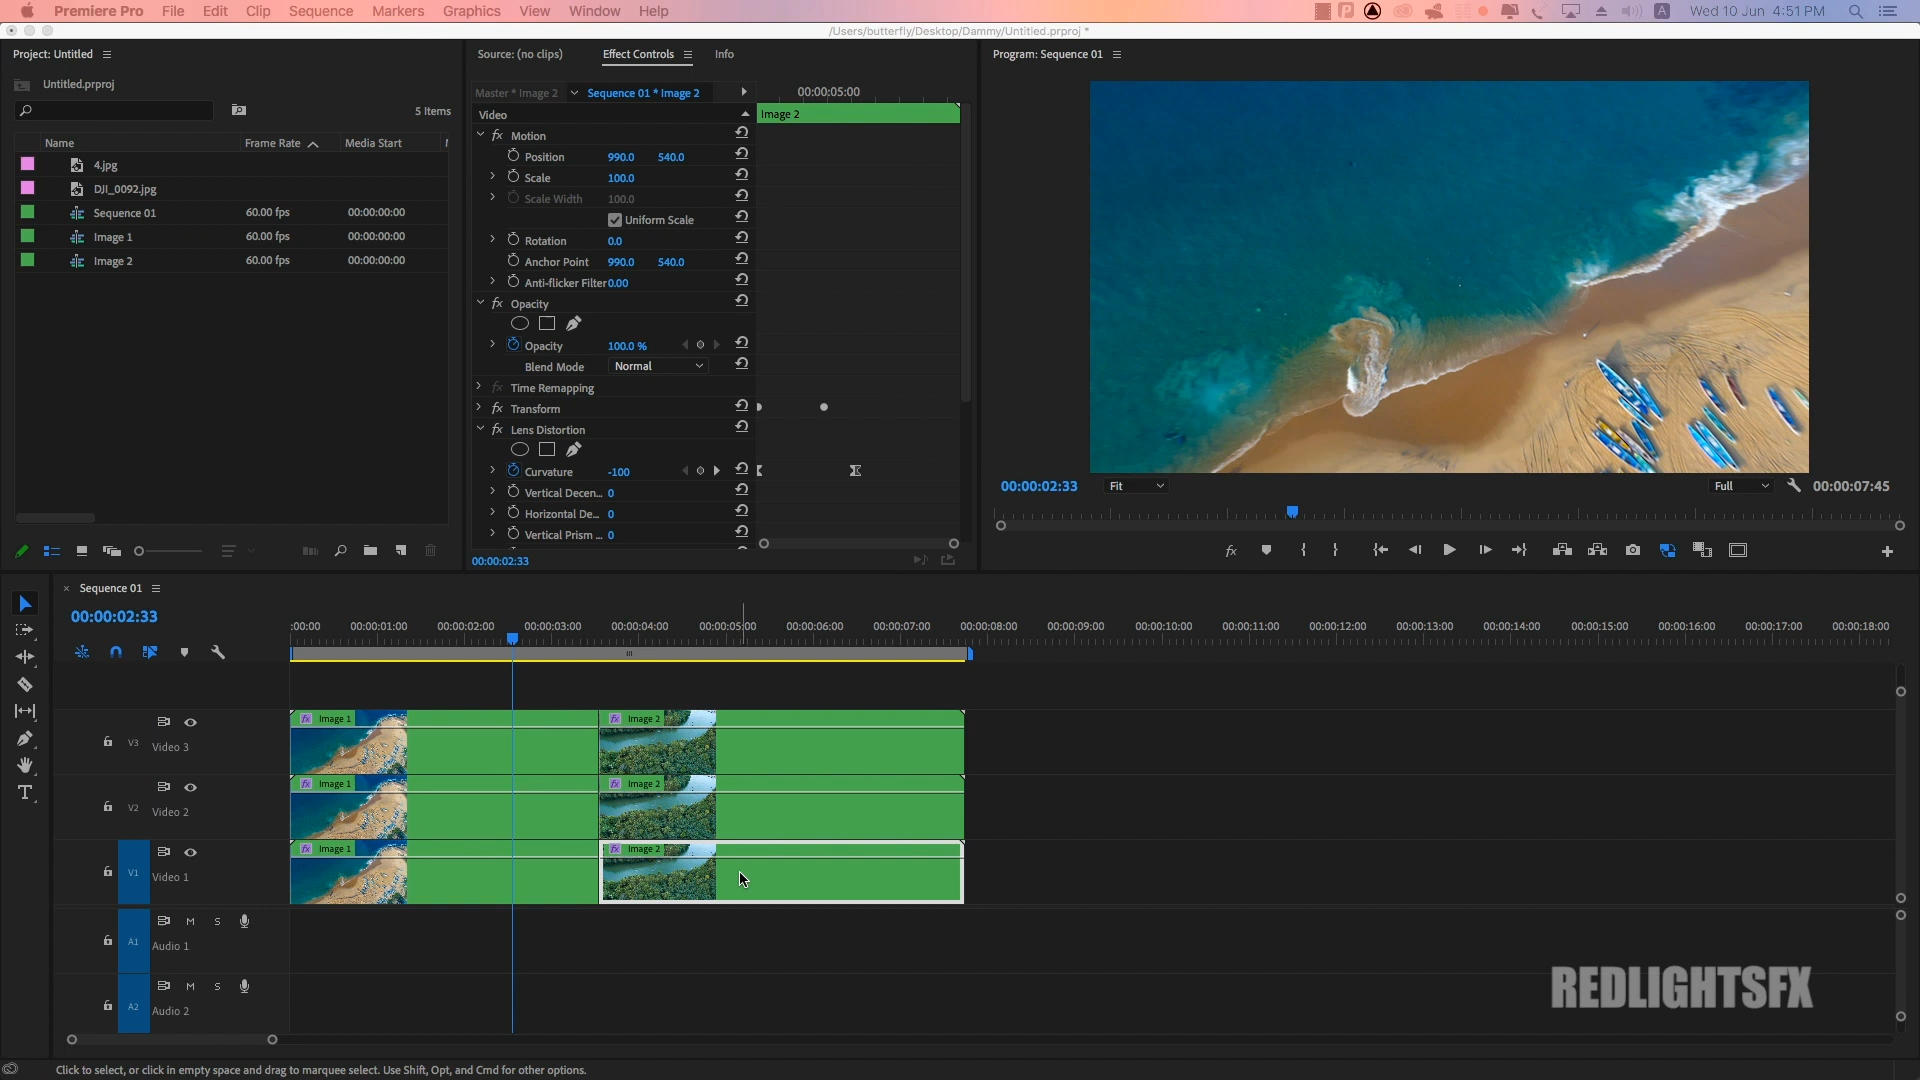 Premiere Pro File Edit Clip Sequence Markers Graphics View Window Help Wed 10 Jun 4:51 PM
/Users/butterfly/Desktop/Dammy/Untitled.prproj *
Project: Untitled
Untitled.prproj
5 Items
Name Frame Rate Media Start
4.jpg
DJI_0092.jpg
Sequence 01 60.00 fps 00:00:00:00
Image 1 60.00 fps 00:00:00:00
Image 2 60.00 fps 00:00:00:00
Source: (no clips) Effect Controls Info
Master * Image 2 Sequence 01 * Image 2 00:00:05:00
Video Image 2
fx Motion
Position 990.0 540.0
Scale 100.0
Scale Width 100.0
Uniform Scale
Rotation 0.0
Anchor Point 990.0 540.0
Anti-flicker Filter 0.00
fx Opacity
Opacity 100.0 %
Blend Mode Normal
fx Time Remapping
fx Transform
fx Lens Distortion
Curvature -100
Vertical Decen... 0
Horizontal De... 0
Vertical Prism ... 0
00:00:02:33
Program: Sequence 01
00:00:02:33 Fit Full 00:00:07:45
fx
× Sequence 01
00:00:02:33
:00:00 00:00:01:00 00:00:02:00 00:00:03:00 00:00:04:00 00:00:05:00 00:00:06:00 00:00:07:00 00:00:08:00 00:00:09:00 00:00:10:00 00:00:11:00 00:00:12:00 00:00:13:00 00:00:14:00 00:00:15:00 00:00:16:00 00:00:17:00 00:00:18:00
fx Image 1 fx Image 2
V3 Video 3
fx Image 1 fx Image 2
V2 Video 2
fx Image 1 fx Image 2
V1 Video 1
M S
A1 Audio 1
M S
A2 Audio 2
REDLIGHTSFX
Click to select, or click in empty space and drag to marquee select. Use Shift, Opt, and Cmd for other options.